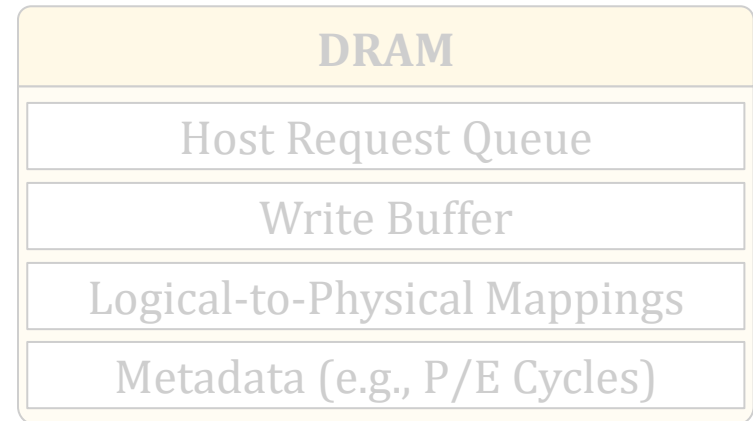 DRAM
Host Request Queue
Write Buffer
Logical-to-Physical Mappings
Metadata (e.g., P/E Cycles)